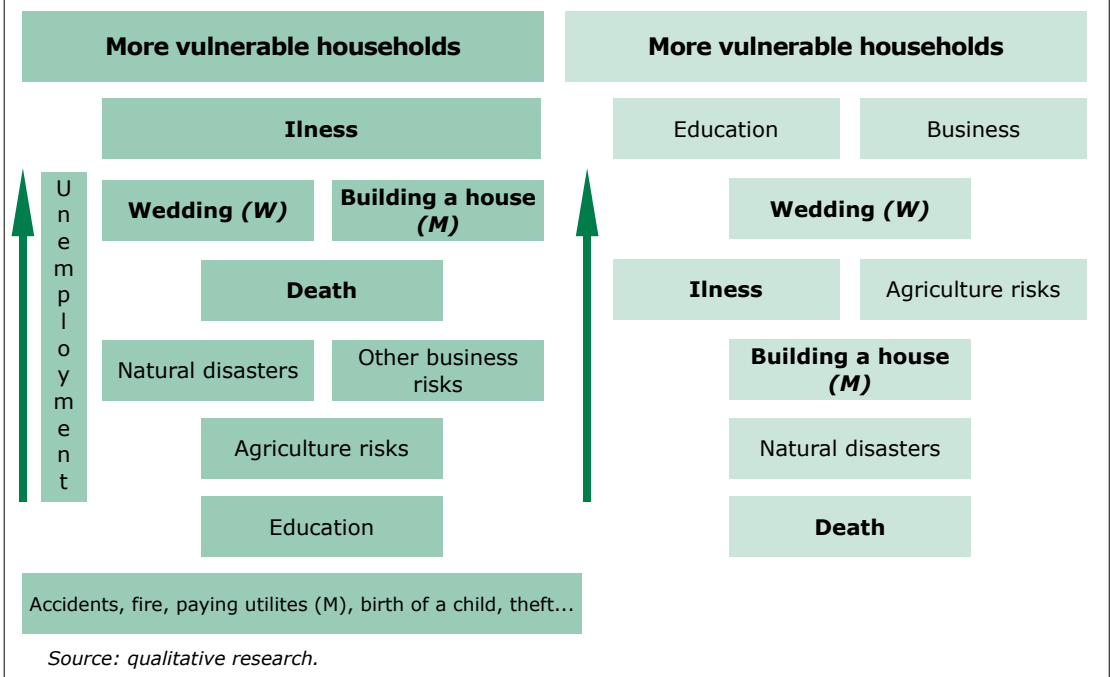 More vulnerable households
Ilness
Unemployment
Wedding (W)
Building a house
(M)
Death
Natural disasters
Other business
risks
Agriculture risks
Education
Accidents, fire, paying utilites (M), birth of a child, theft...
More vulnerable households
Education
Business
Wedding (W)
Ilness
Agriculture risks
Building a house
(M)
Natural disasters
Death
Source: qualitative research.